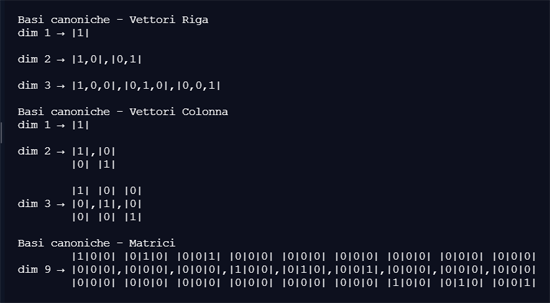 Basi canoniche - Vettori Riga
dim 1 → |1|
dim 2 → |1,0|,|0,1|
dim 3 → |1,0,0|,|0,1,0|,|0,0,1|
Basi canoniche - Vettori Colonna
dim 1 → |1|
dim 2 → |1|,|0|
|0| |1|
|1| |0| |0|
dim 3 → |0|,|1|,|0|
|0| |0| |1|
Basi canoniche - Matrici
|1|0|0| |0|1|0| |0|0|1| |0|0|0| |0|0|0| |0|0|0| |0|0|0| |0|0|0| |0|0|0|
dim 9 → |0|0|0|,|0|0|0|,|0|0|0|,|1|0|0|,|0|1|0|,|0|0|1|,|0|0|0|,|0|0|0|,|0|0|0|
|0|0|0| |0|0|0| |0|0|0| |0|0|0| |0|0|0| |0|0|0| |1|0|0| |0|1|0| |0|0|1|